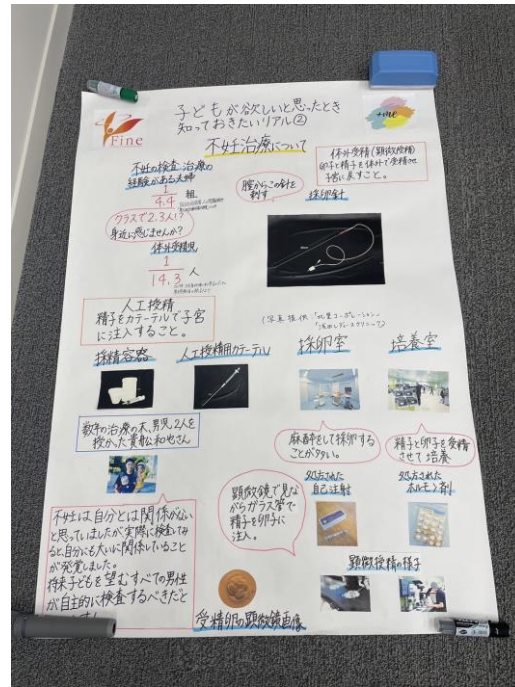 Fine
子どもが欲しいと思ったとき
知っておきたいリアル②
不妊治療について
+me
不妊の検査 治療の
経験がある夫婦
1
4.4 組
クラスで2.3人!?
身近に感じませんか?
体外受精児
1
14.3 人
体外受精(顕微授精)
卵子と精子を体外で受精させ
子宮に戻すこと。
膣からこの針を
刺す
採卵針
人工授精
精子をカテーテルで子宮
に注入すること。
採精容器
人工授精用カテーテル
採卵室
培養室
数年の治療の末、男児2人を
授かった貴船和也さん
麻酔をして採卵する
ことが多い。
精子と卵子を受精
させて培養
不妊は自分とは関係がない
と思っていましたが実際に検査してみ
ると、自分にも大いに関係していること
が発覚しました。
将来子どもを望むすべての男性
が自主的に検査するべきだと
顕微鏡で見な
がらガラス管で
精子を卵子に
注入。
処方された
自己注射
処方された
ホルモン剤
顕微授精の様子
受精卵の顕微鏡画像